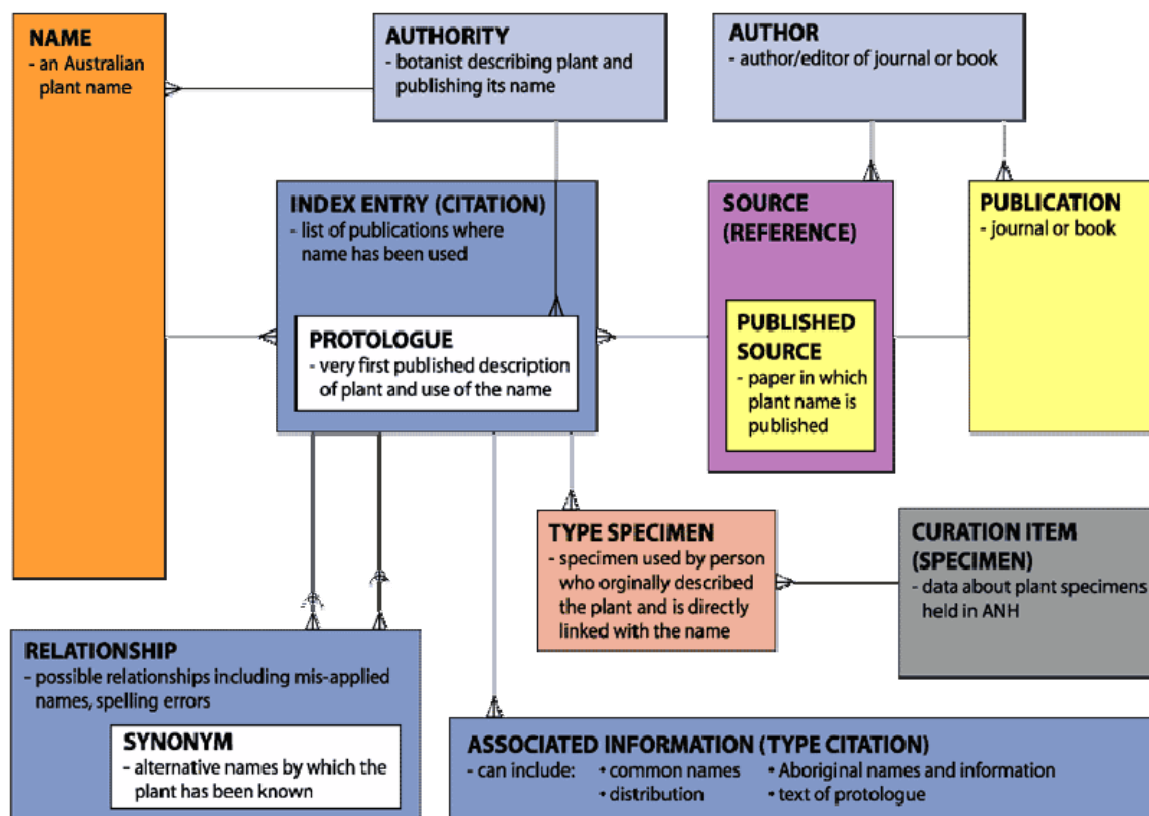 NAME
- an Australian
plant name
AUTHORITY
- botanist describing plant and
publishing its name
AUTHOR
- author/editor of journal or book
INDEX ENTRY (CITATION)
- list of publications where
name has been used
PROTOLOGUE
- very first published description
of plant and use of the name
SOURCE
(REFERENCE)
PUBLISHED
SOURCE
- paper in which
plant name is
published
PUBLICATION
- journal or book
TYPE SPECIMEN
- specimen used by person
who orginally described
the plant and is directly
linked with the name
CURATION ITEM
(SPECIMEN)
- data about plant specimens
held in ANH
RELATIONSHIP
- possible relationships including mis-applied
names, spelling errors
SYNONYM
- alternative names by which the
plant has been known
ASSOCIATED INFORMATION (TYPE CITATION)
- can include: • common names • Aboriginal names and information
• distribution • text of protologue